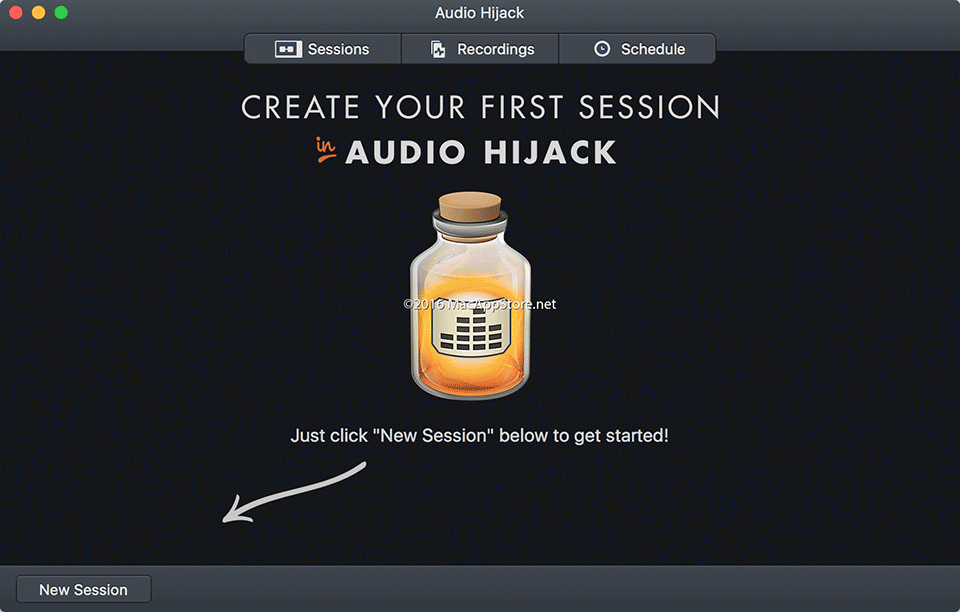 Audio Hijack
Sessions
Recordings
Schedule
CREATE YOUR FIRST SESSION
in AUDIO HIJACK
©2016 MacAppStore.net
Just click "New Session" below to get started!
New Session